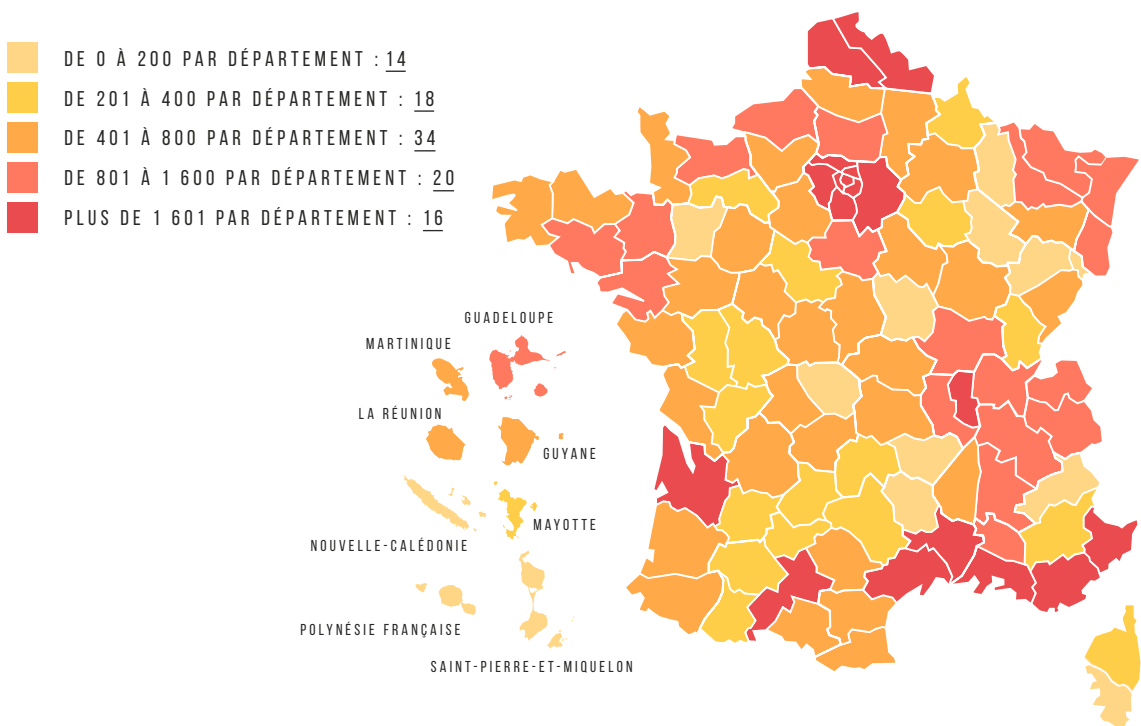 DE 0 À 200 PAR DÉPARTEMENT : 14
DE 201 À 400 PAR DÉPARTEMENT : 18
DE 401 À 800 PAR DÉPARTEMENT : 34
DE 801 À 1 600 PAR DÉPARTEMENT : 20
PLUS DE 1 601 PAR DÉPARTEMENT : 16
GUADELOUPE
MARTINIQUE
LA RÉUNION
GUYANE
MAYOTTE
NOUVELLE-CALÉDONIE
POLYNÉSIE FRANÇAISE
SAINT-PIERRE-ET-MIQUELON